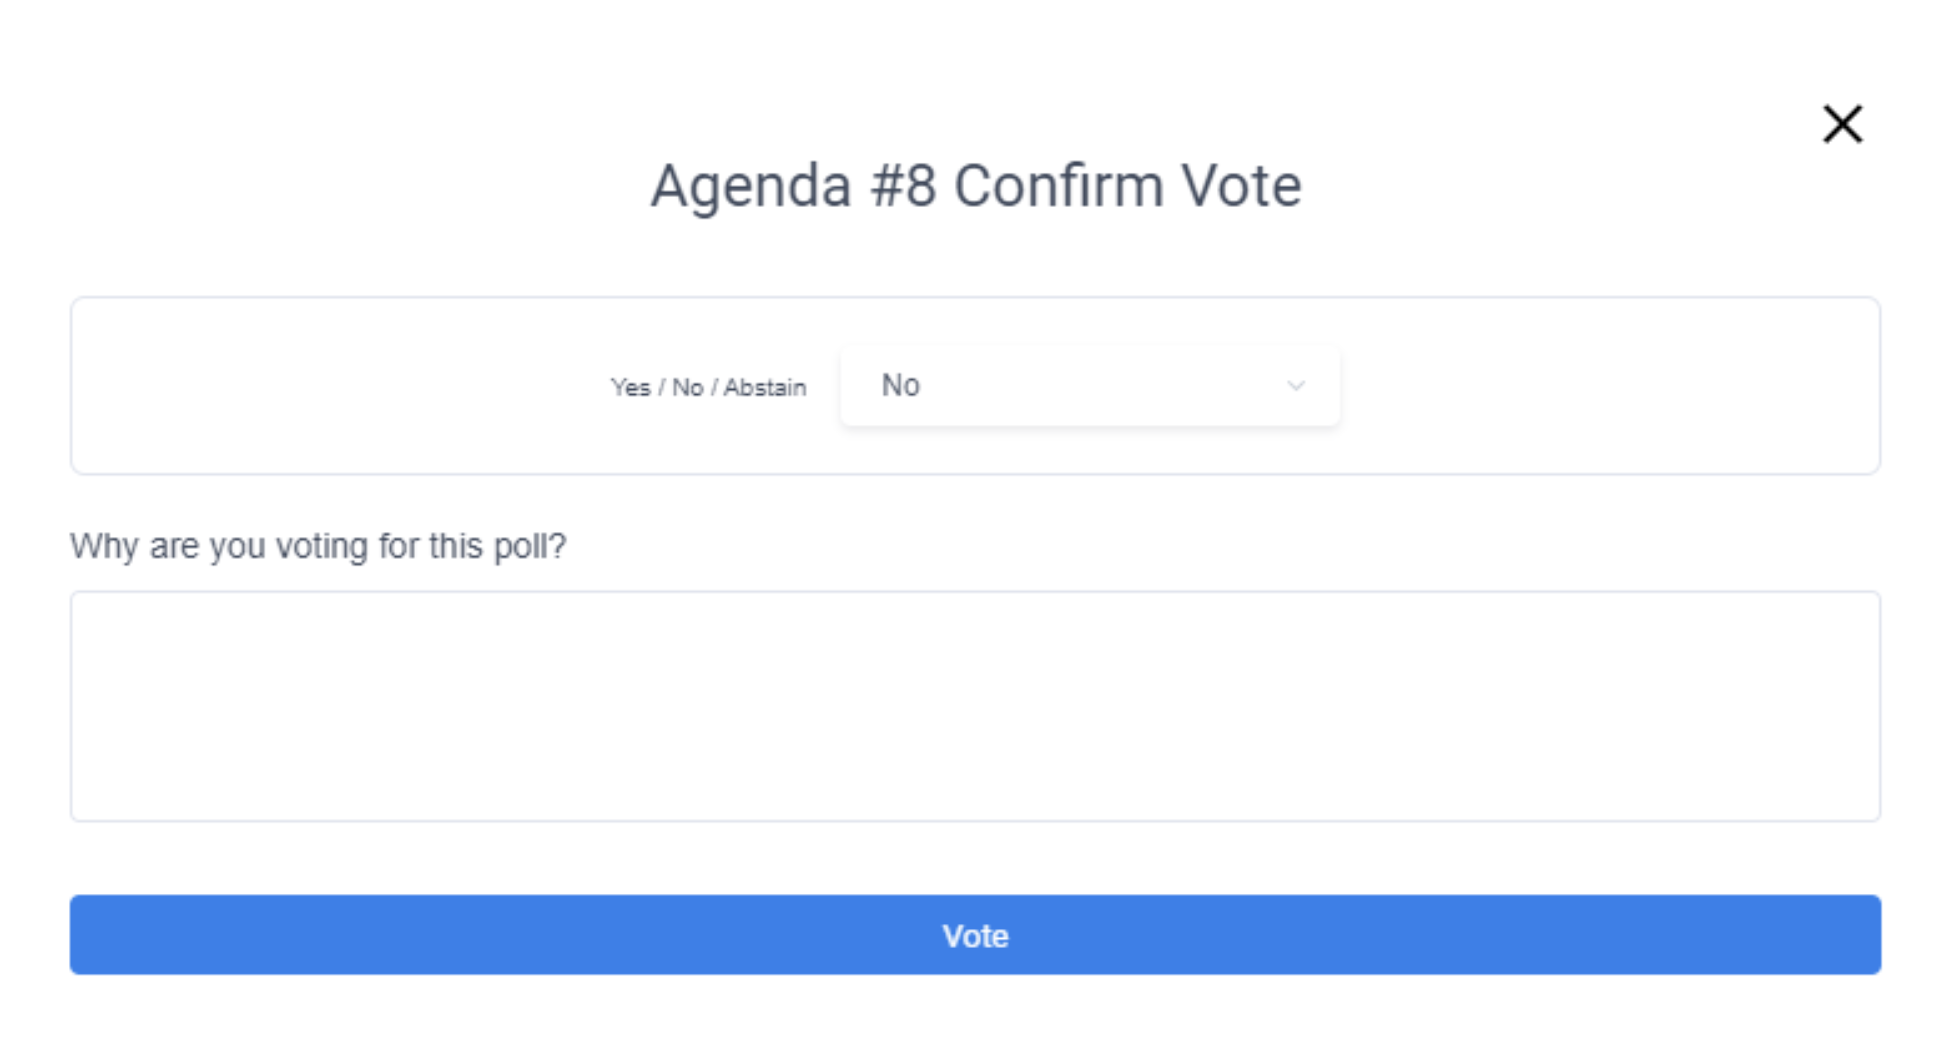 Agenda #8 Confirm Vote
Yes / No / Abstain No
Why are you voting for this poll?
Vote